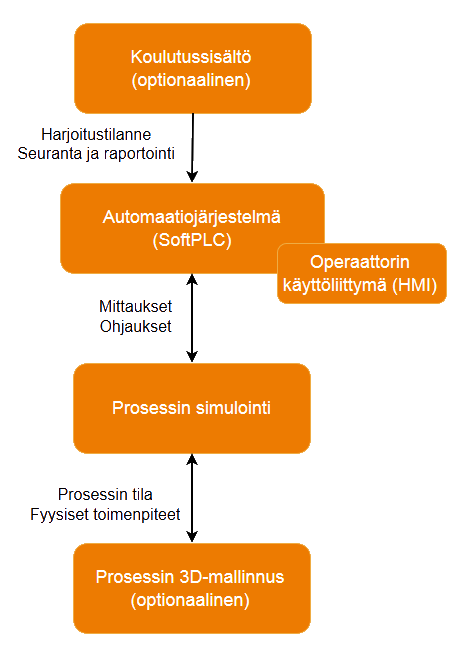 Koulutussisältö
(optionaalinen)
Harjoitustilanne
Seuranta ja raportointi
Automaatiojärjestelmä
(SoftPLC)
Operaattorin
käyttöliittymä (HMI)
Mittaukset
Ohjaukset
Prosessin simulointi
Prosessin tila
Fyysiset toimenpiteet
Prosessin 3D-mallinnus
(optionaalinen)